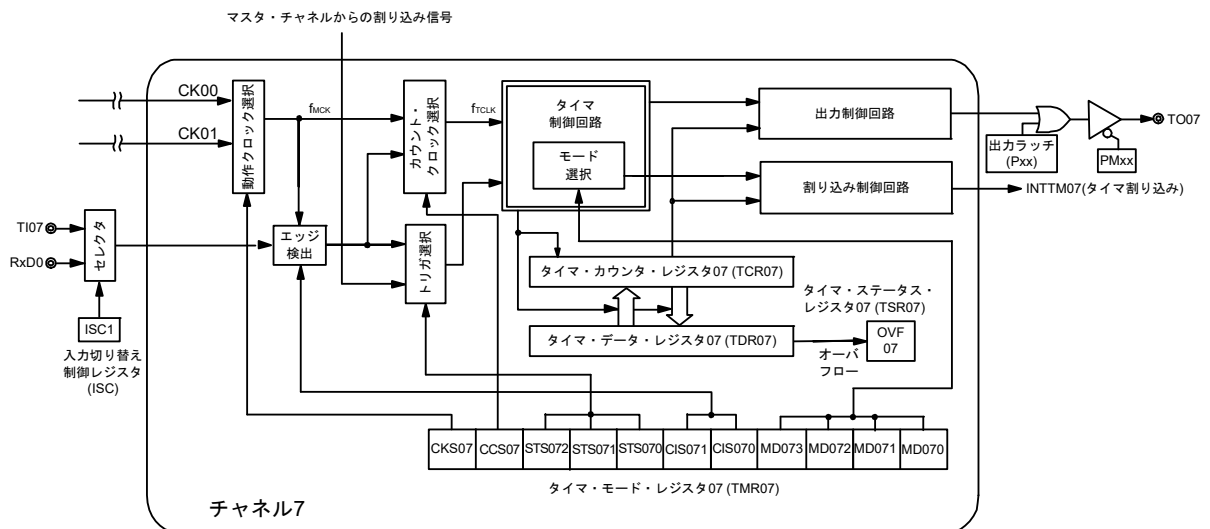 マスタ・チャネルからの割り込み信号
CK00
CK01
動作クロック選択
fMCK
カウント・
クロック選択
fTCLK
タイマ
制御回路
モード
選択
出力制御回路
出力ラッチ
(Pxx)
PMxx
TO07
割り込み制御回路
INTTM07(タイマ割り込み)
TI07
RxD0
セレクタ
エッジ
検出
トリガ選択
ISC1
入力切り替え
制御レジスタ
(ISC)
タイマ・カウンタ・レジスタ07 (TCR07)
タイマ・ステータス・
レジスタ07 (TSR07)
タイマ・データ・レジスタ07 (TDR07)
オーバ
フロー
OVF
07
CKS07
CCS07
STS072
STS071
STS070
CIS071
CIS070
MD073
MD072
MD071
MD070
タイマ・モード・レジスタ07 (TMR07)
チャネル7